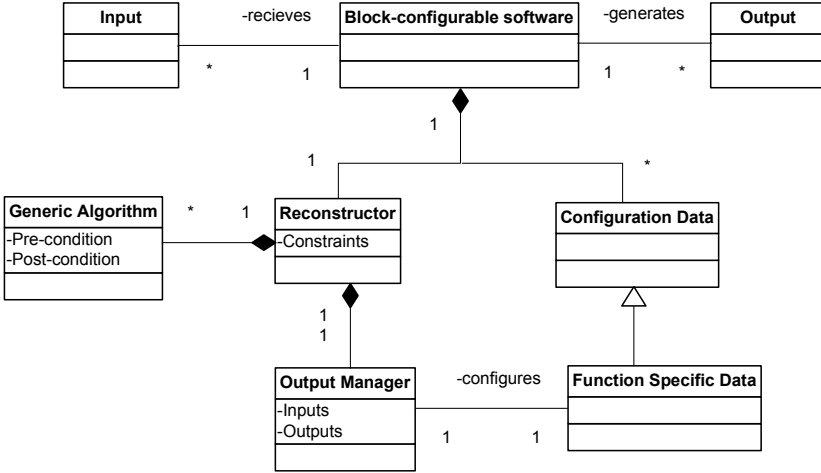 Input
-recieves
Block-configurable software
-generates
Output
*
1
1
*
1
1
*
Generic Algorithm
-Pre-condition
-Post-condition
*
1
Reconstructor
-Constraints
Configuration Data
1
1
Output Manager
-Inputs
-Outputs
-configures
1
1
Function Specific Data